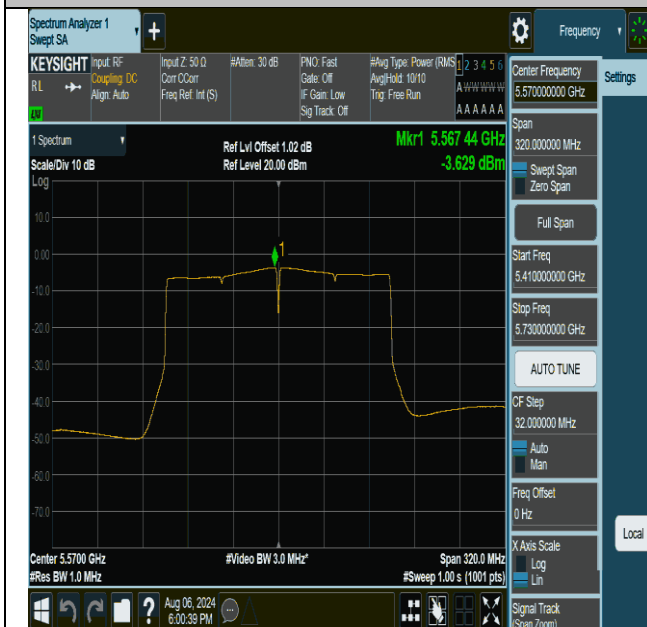 Spectrum Analyzer 1
Swept SA
Frequency
KEYSIGHT
Input: RF
Coupling: DC
Align: Auto
Input Z: 50 Ω
Corr CCorr
Freq Ref: Int (S)
#Atten: 30 dB
PNO: Fast
Gate: Off
IF Gain: Low
Sig Track: Off
#Avg Type: Power (RMS
Avg|Hold: 10/10
Trig: Free Run
1 2 3 4 5 6
A W W W W W
A A A A A A
RL
LXI
1 Spectrum
Scale/Div 10 dB
Log
Ref Lvl Offset 1.02 dB
Ref Level 20.00 dBm
Mkr1 5.567 44 GHz
-3.629 dBm
1
10.0
0.00
-10.0
-20.0
-30.0
-40.0
-50.0
-60.0
-70.0
Center 5.5700 GHz
#Res BW 1.0 MHz
#Video BW 3.0 MHz*
Span 320.0 MHz
#Sweep 1.00 s (1001 pts)
Aug 06, 2024
6:00:39 PM
Center Frequency
5.570000000 GHz
Settings
Span
320.000000 MHz
Swept Span
Zero Span
Full Span
Start Freq
5.410000000 GHz
Stop Freq
5.730000000 GHz
AUTO TUNE
CF Step
32.000000 MHz
Auto
Man
Freq Offset
0 Hz
X Axis Scale
Log
Lin
Local
Signal Track
(Span Zoom)